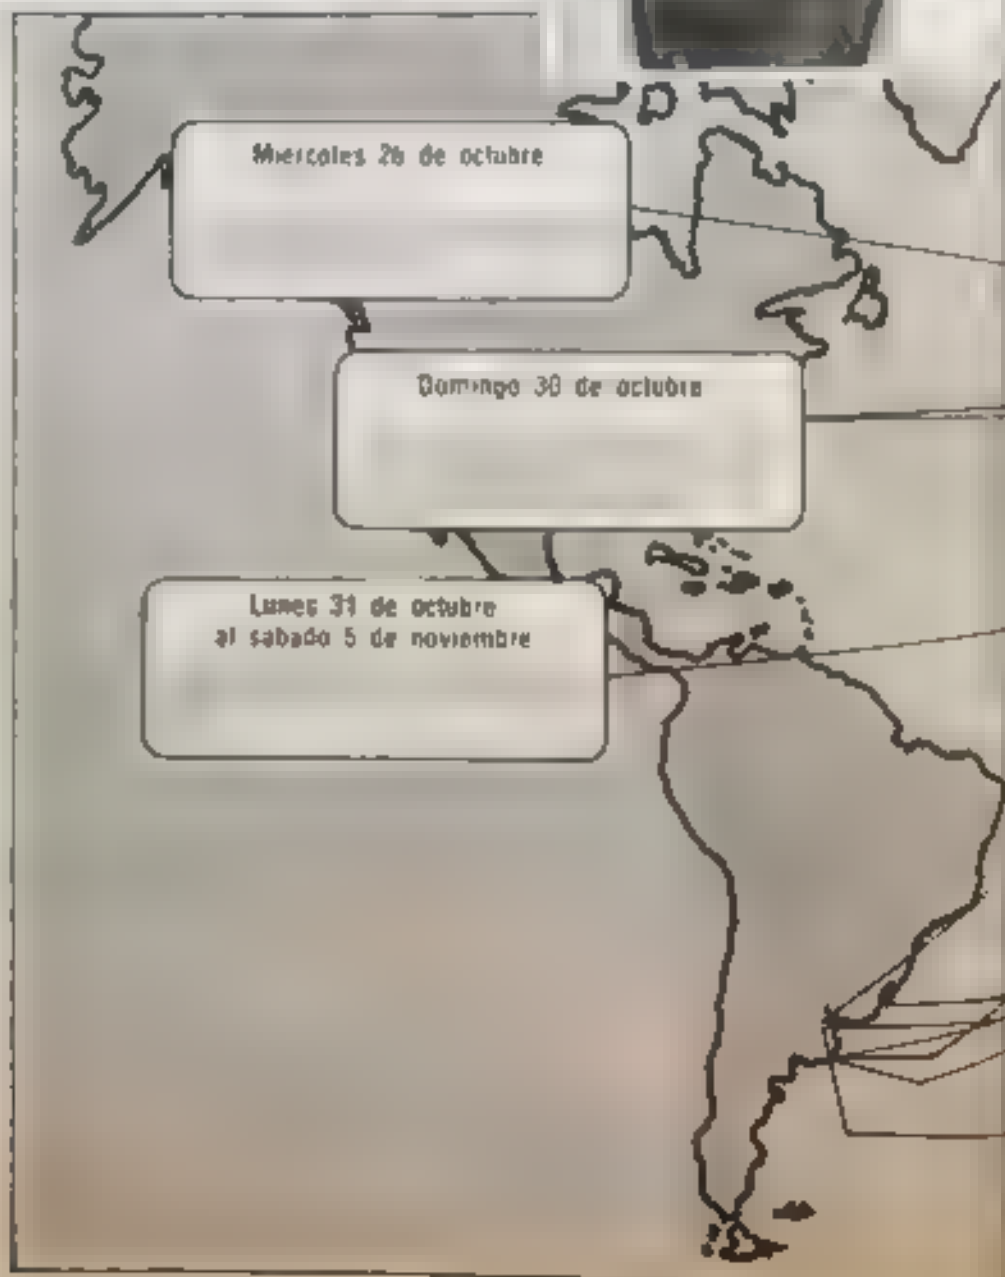 Miercoles 26 de octubre
Domingo 30 de octubre
Lunes 31 de octubre
al sabado 5 de noviembre